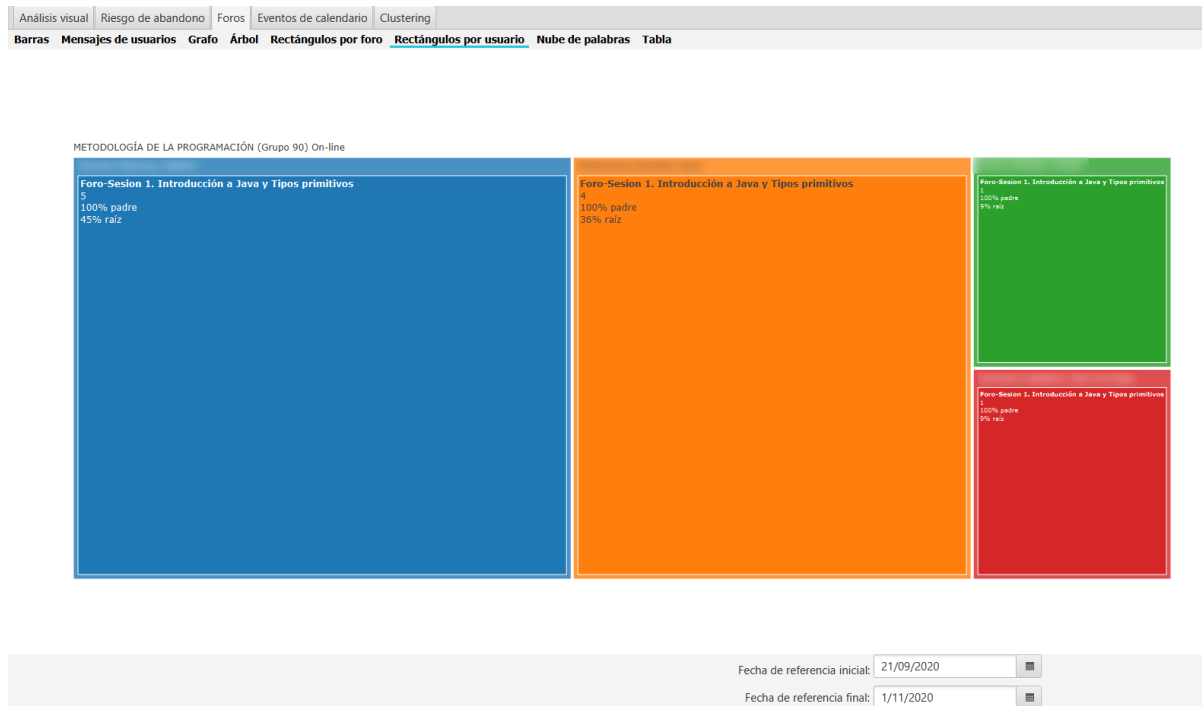 Análisis visual Riesgo de abandono Foros Eventos de calendario Clustering
Barras Mensajes de usuarios Grafo Árbol Rectángulos por foro Rectángulos por usuario Nube de palabras Tabla
METODOLOGÍA DE LA PROGRAMACIÓN (Grupo 90) On-line
Foro-Sesion 1. Introducción a Java y Tipos primitivos
5
100% padre
45% raíz
Foro-Sesion 1. Introducción a Java y Tipos primitivos
4
100% padre
36% raíz
Foro-Sesion 1. Introducción a Java y Tipos primitivos
1
100% padre
9% raíz
Foro-Sesion 1. Introducción a Java y Tipos primitivos
1
100% padre
9% raíz
Fecha de referencia inicial: 21/09/2020
Fecha de referencia final: 1/11/2020